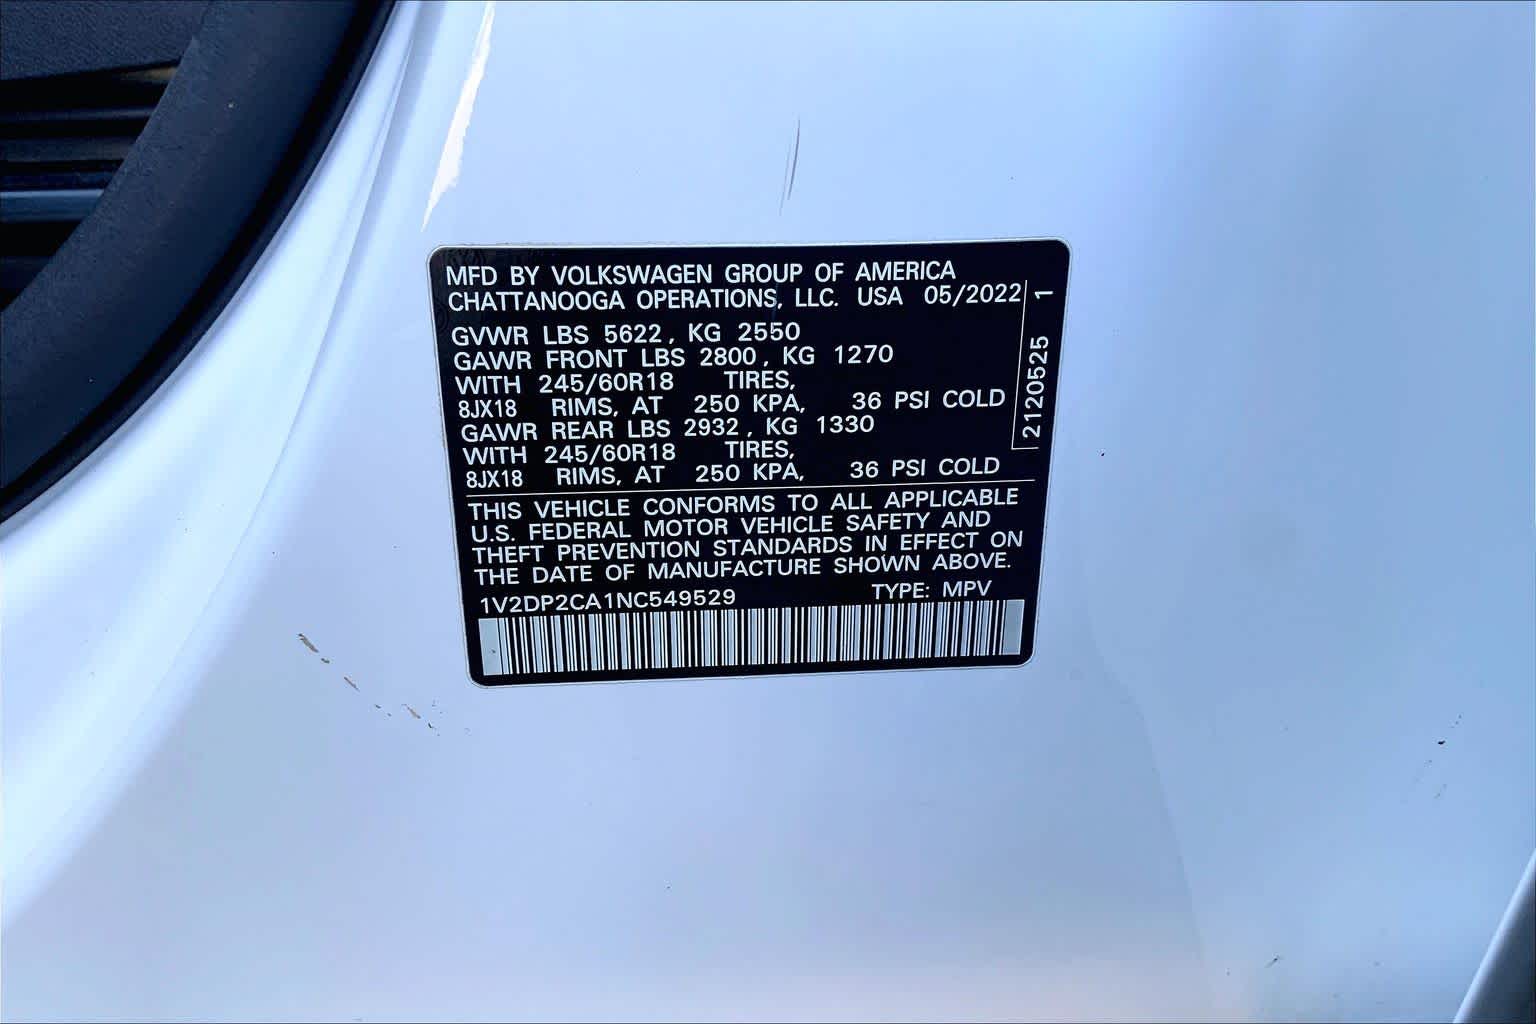 MFD BY VOLKSWAGEN GROUP OF AMERICA
CHATTANOOGA OPERATIONS, LLC. USA 05/2022
GVWR LBS 5622, KG 2550
GAWR FRONT LBS 2800, KG 1270
WITH 245/60R18 TIRES,
8JX18 RIMS, AT 250 KPA, 36 PSI COLD
GAWR REAR LBS 2932, KG 1330
WITH 245/60R18 TIRES,
8JX18 RIMS, AT 250 KPA, 36 PSI COLD
2120525 1
THIS VEHICLE CONFORMS TO ALL APPLICABLE
U.S. FEDERAL MOTOR VEHICLE SAFETY AND
THEFT PREVENTION STANDARDS IN EFFECT ON
THE DATE OF MANUFACTURE SHOWN ABOVE.
1V2DP2CA1NC549529 TYPE: MPV